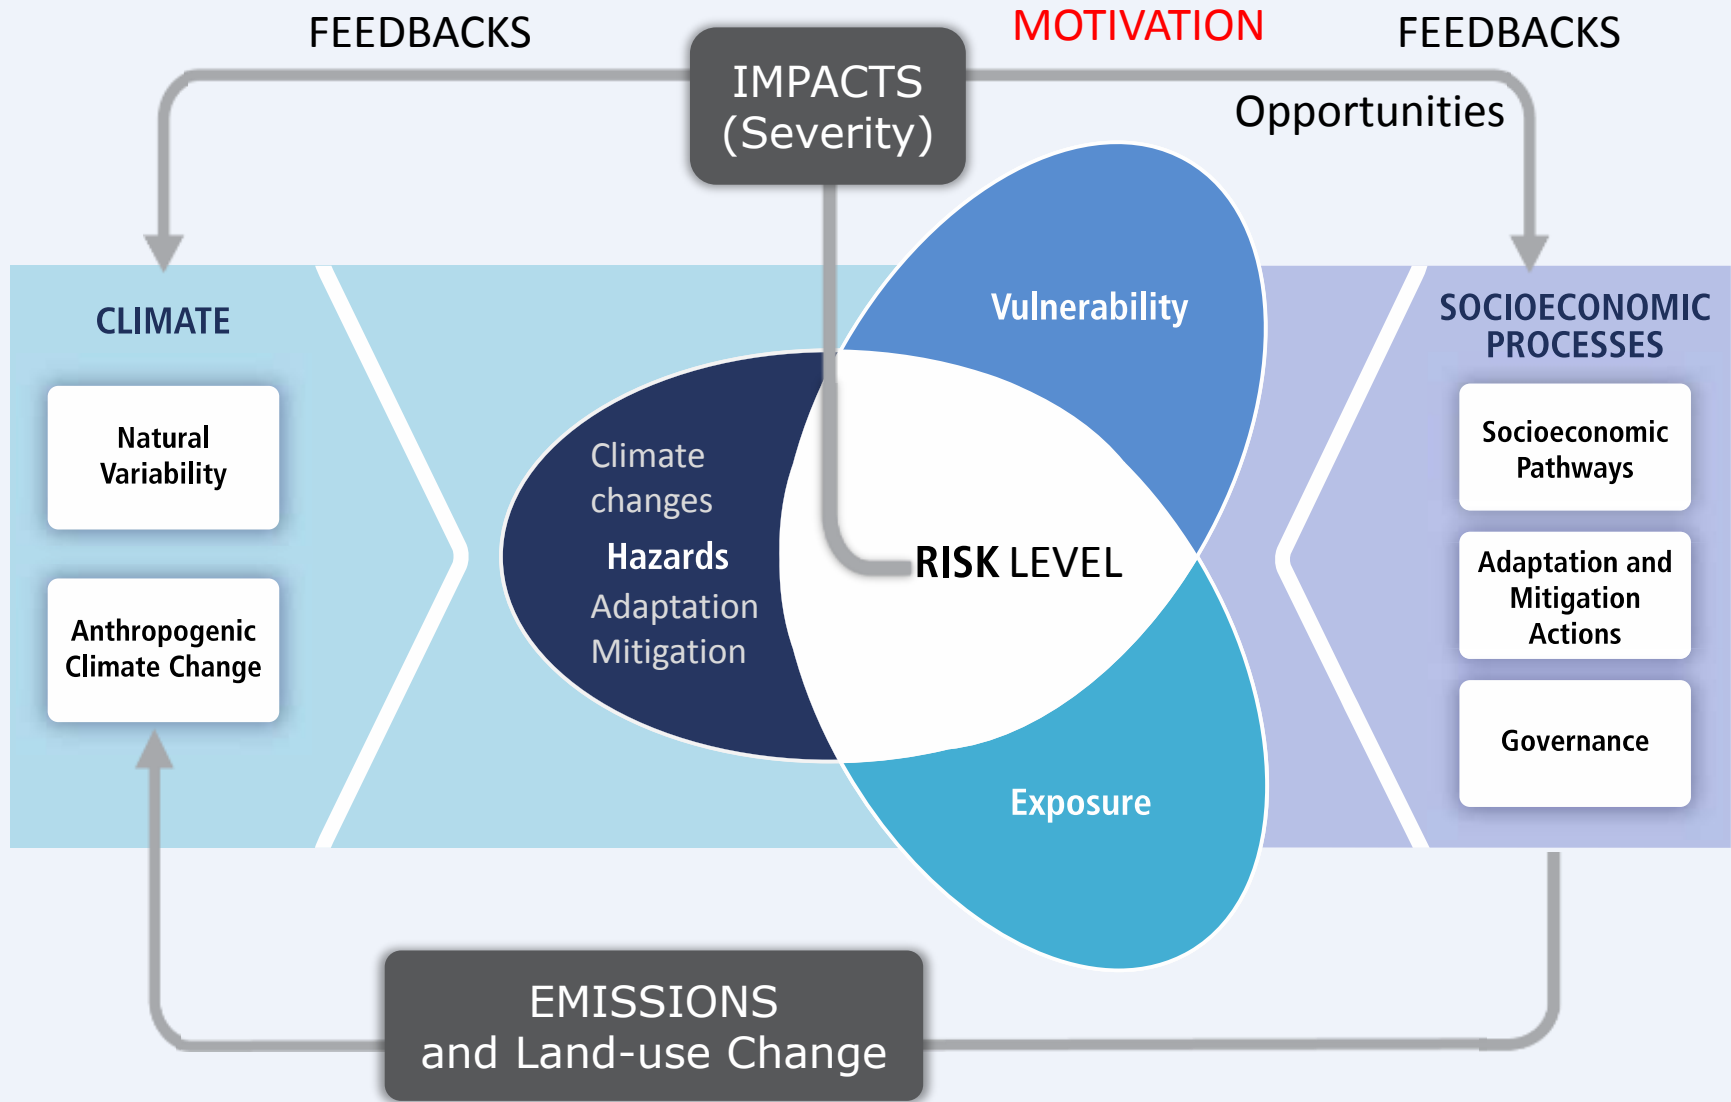 FEEDBACKS
MOTIVATION
FEEDBACKS
IMPACTS
(Severity)
Opportunities
CLIMATE
Natural
Variability
Anthropogenic
Climate Change
Climate
changes
Hazards
Adaptation
Mitigation
Vulnerability
RISK LEVEL
Exposure
SOCIOECONOMIC
PROCESSES
Socioeconomic
Pathways
Adaptation and
Mitigation
Actions
Governance
EMISSIONS
and Land-use Change